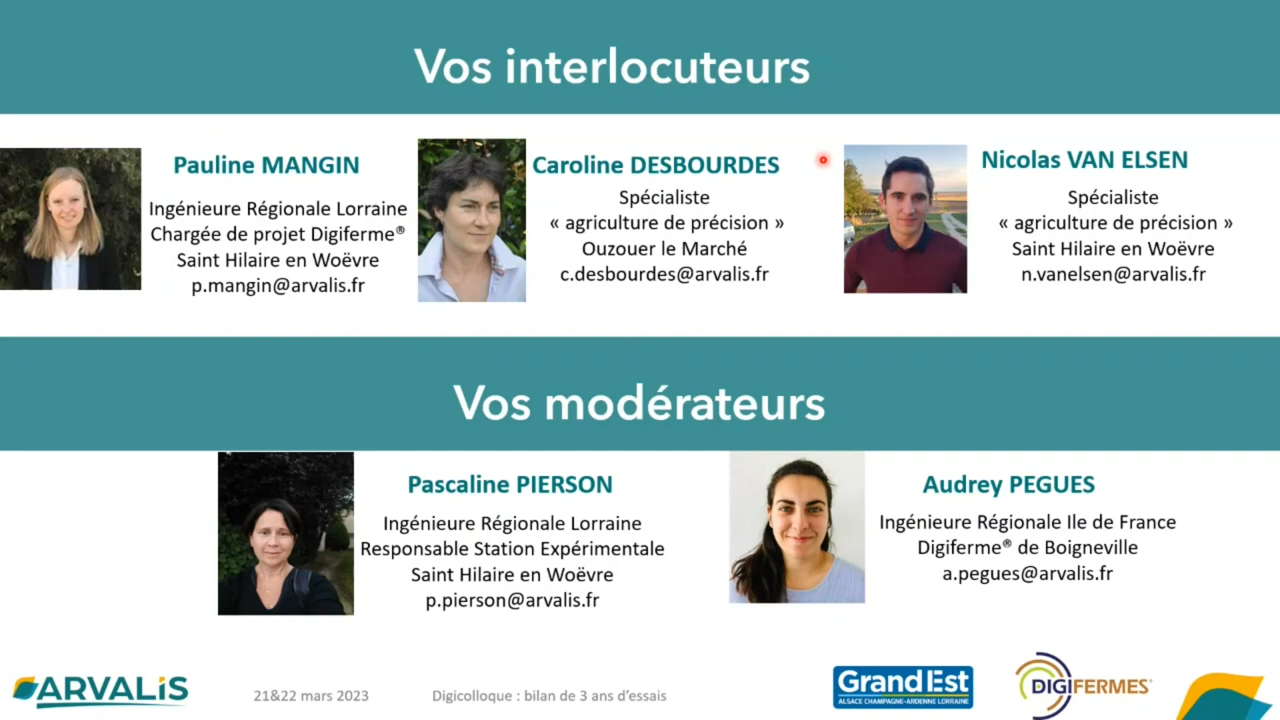 Vos interlocuteurs
Pauline MANGIN
Ingénieure Régionale Lorraine
Chargée de projet Digiferme®
Saint Hilaire en Woëvre
p.mangin@arvalis.fr
Caroline DESBOURDES
Spécialiste
« agriculture de précision »
Ouzouer le Marché
c.desbourdes@arvalis.fr
Nicolas VAN ELSEN
Spécialiste
« agriculture de précision »
Saint Hilaire en Woëvre
n.vanelsen@arvalis.fr
Vos modérateurs
Pascaline PIERSON
Ingénieure Régionale Lorraine
Responsable Station Expérimentale
Saint Hilaire en Woëvre
p.pierson@arvalis.fr
Audrey PEGUES
Ingénieure Régionale Ile de France
Digiferme® de Boigneville
a.pegues@arvalis.fr
ARVALIS
21&22 mars 2023
Digicolloque : bilan de 3 ans d’essais
Grand Est
ALSACE CHAMPAGNE-ARDENNE LORRAINE
DIGIFERMES®